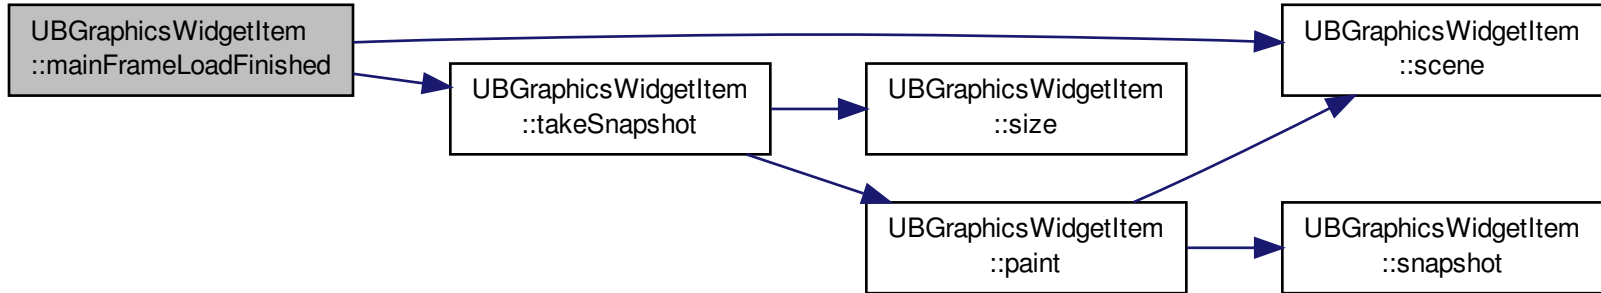 UBGraphicsWidgetItem
::mainFrameLoadFinished
UBGraphicsWidgetItem
::scene
UBGraphicsWidgetItem
::takeSnapshot
UBGraphicsWidgetItem
::size
UBGraphicsWidgetItem
::paint
UBGraphicsWidgetItem
::snapshot